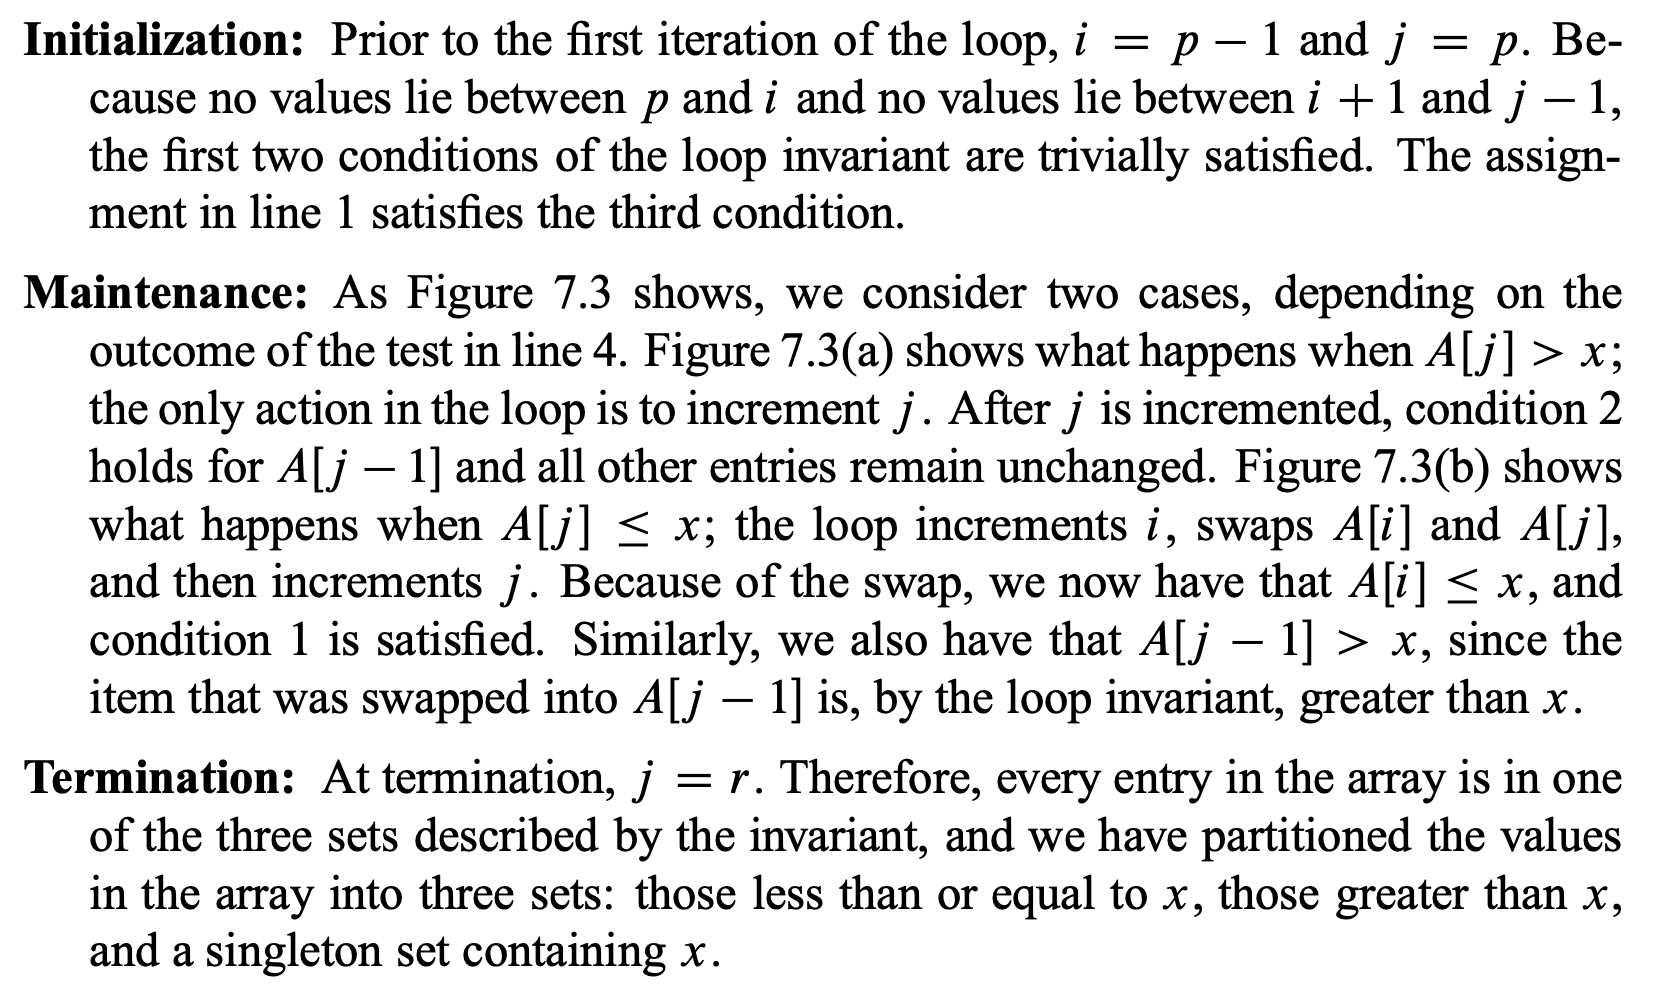 Initialization: Prior to the first iteration of the loop, i = p − 1 and j = p. Be-
cause no values lie between p and i and no values lie between i + 1 and j − 1,
the first two conditions of the loop invariant are trivially satisfied. The assign-
ment in line 1 satisfies the third condition.
Maintenance: As Figure 7.3 shows, we consider two cases, depending on the
outcome of the test in line 4. Figure 7.3(a) shows what happens when A[j] > x;
the only action in the loop is to increment j. After j is incremented, condition 2
holds for A[j − 1] and all other entries remain unchanged. Figure 7.3(b) shows
what happens when A[j] ≤ x; the loop increments i, swaps A[i] and A[j],
and then increments j. Because of the swap, we now have that A[i] ≤ x, and
condition 1 is satisfied. Similarly, we also have that A[j − 1] > x, since the
item that was swapped into A[j − 1] is, by the loop invariant, greater than x.
Termination: At termination, j = r. Therefore, every entry in the array is in one
of the three sets described by the invariant, and we have partitioned the values
in the array into three sets: those less than or equal to x, those greater than x,
and a singleton set containing x.